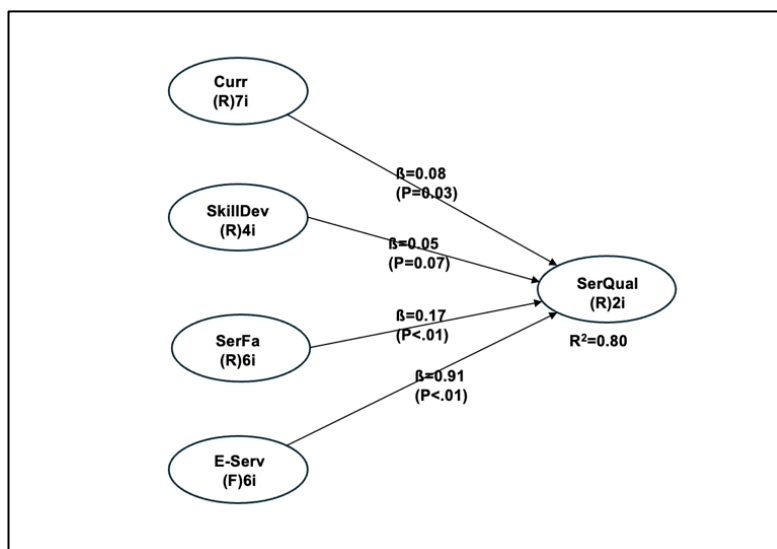 Curr
(R)7i
ß=0.08
(P=0.03)
SkillDev
(R)4i
ß=0.05
(P=0.07)
SerQual
(R)2i
R²=0.80
SerFa
(R)6i
ß=0.17
(P<.01)
ß=0.91
(P<.01)
E-Serv
(F)6i